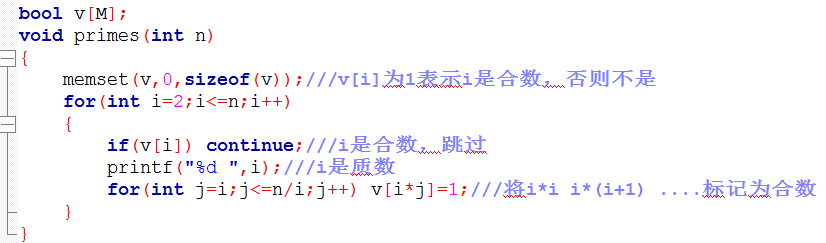 bool v[M];
void primes(int n)
{
    memset(v,0,sizeof(v));///v[i]为1表示i是合数，否则不是
    for(int i=2;i<=n;i++)
    {
        if(v[i]) continue;///i是合数，跳过
        printf("%d ",i);///i是质数
        for(int j=i;j<=n/i;j++) v[i*j]=1;///将i*i i*(i+1) ....标记为合数
    }
}